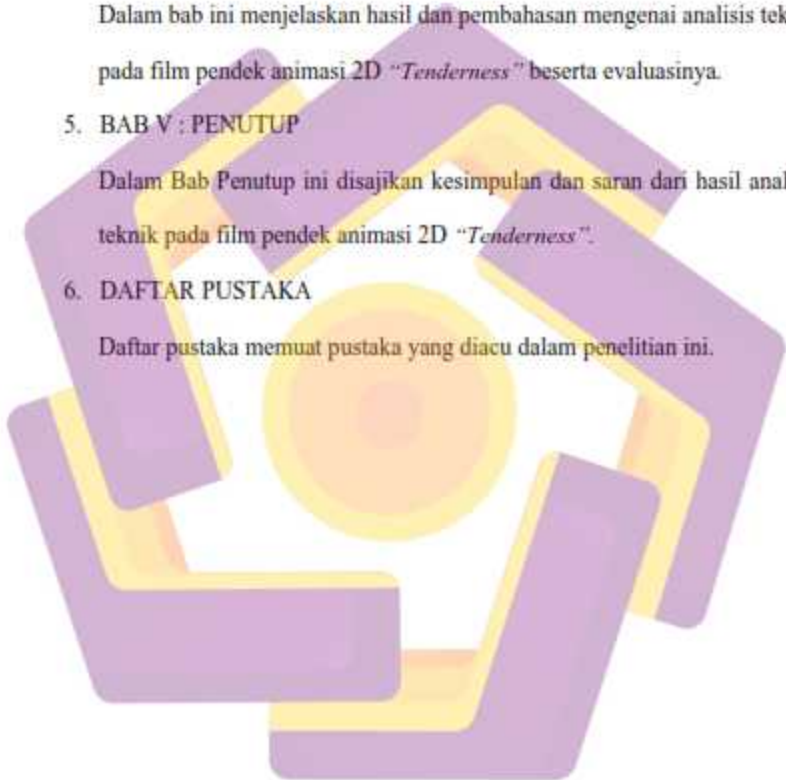 Dalam bab ini menjelaskan hasil dan pembahasan mengenai analisis tek
pada film pendek animasi 2D “Tenderness” beserta evaluasinya.
5. BAB V : PENUTUP
Dalam Bab Penutup ini disajikan kesimpulan dan saran dari hasil anal
teknik pada film pendek animasi 2D “Tenderness”.
6. DAFTAR PUSTAKA
Daftar pustaka memuat pustaka yang diacu dalam penelitian ini.